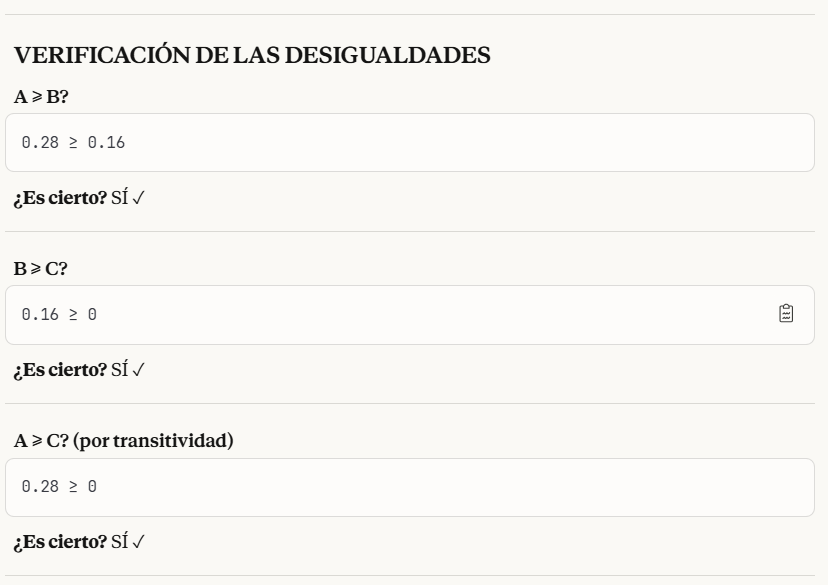 VERIFICACIÓN DE LAS DESIGUALDADES
A ≽ B?
0.28 ≥ 0.16
¿Es cierto? SÍ ✓
B ≽ C?
0.16 ≥ 0
¿Es cierto? SÍ ✓
A ≽ C? (por transitividad)
0.28 ≥ 0
¿Es cierto? SÍ ✓